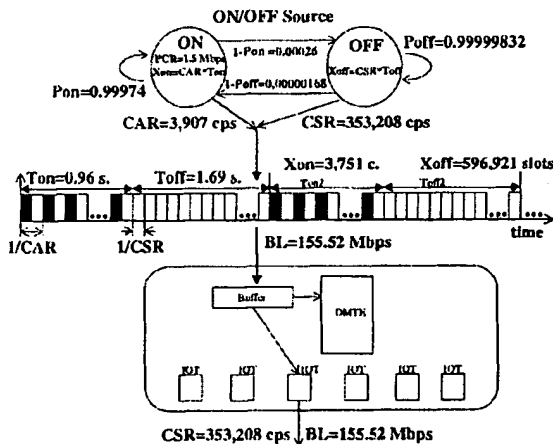 ON/OFF Source
ON
PCR=1.5 Mbps
Xon=CAR*Ton
OFF
Xoff=CSR*Toff
1-Pon=0,00026
1-Poff=0,00000168
Pon=0.99974
Poff=0.99999832
CAR=3,907 cps
CSR=353,208 cps
Ton=0.96 s.
Toff=1.69 s.
Xon=3,751 c.
Xoff=596,921 slots
Ton2
Toff2
time
1/CAR
1/CSR
BL=155.52 Mbps
Buffer
IOT IOT IOT IOT IOT IOT
CSR=353,208 cps
BL=155.52 Mbps